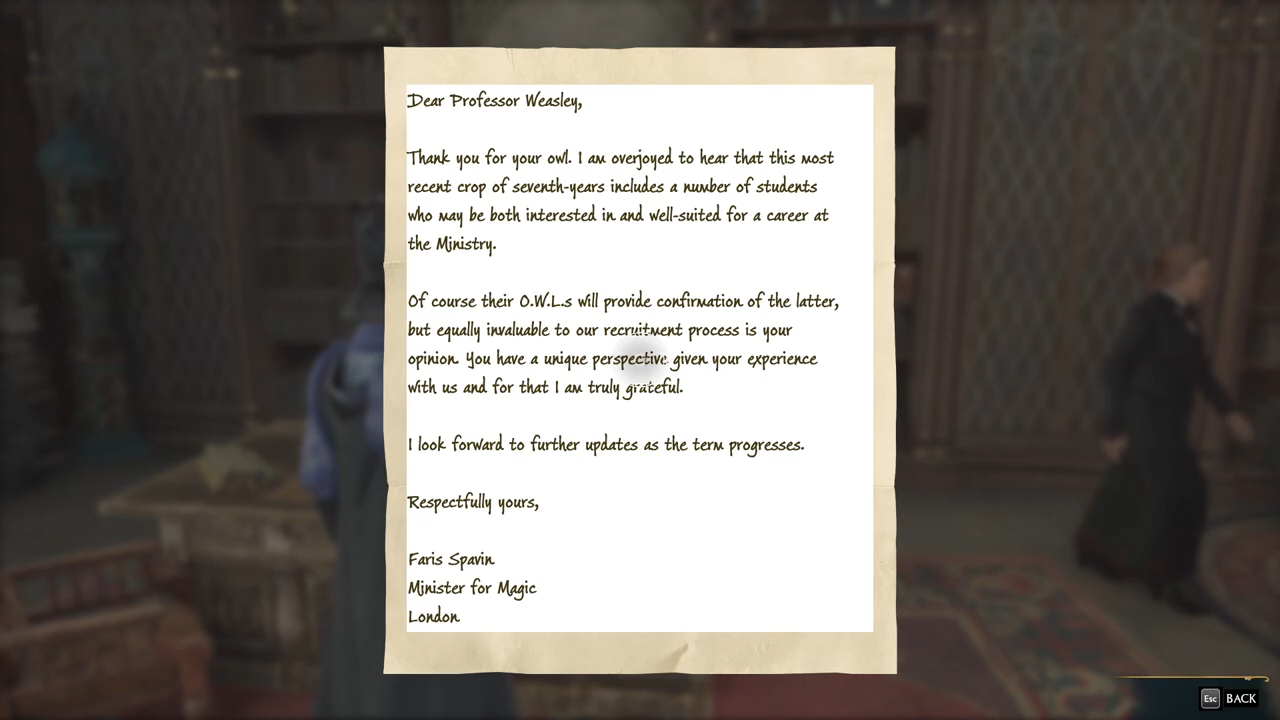 Dear Professor Weasley,
Thank you for your owl. I am overjoyed to hear that this most
recent crop of seventh-years includes a number of students
who may be both interested in and well-suited for a career at
the Ministry.
Of course their O.W.L.s will provide confirmation of the latter,
but equally invaluable to our recruitment process is your
opinion. You have a unique perspective given your experience
with us and for that I am truly grateful.
I look forward to further updates as the term progresses.
Respectfully yours,
Faris Spavin
Minister for Magic
London
Esc BACK